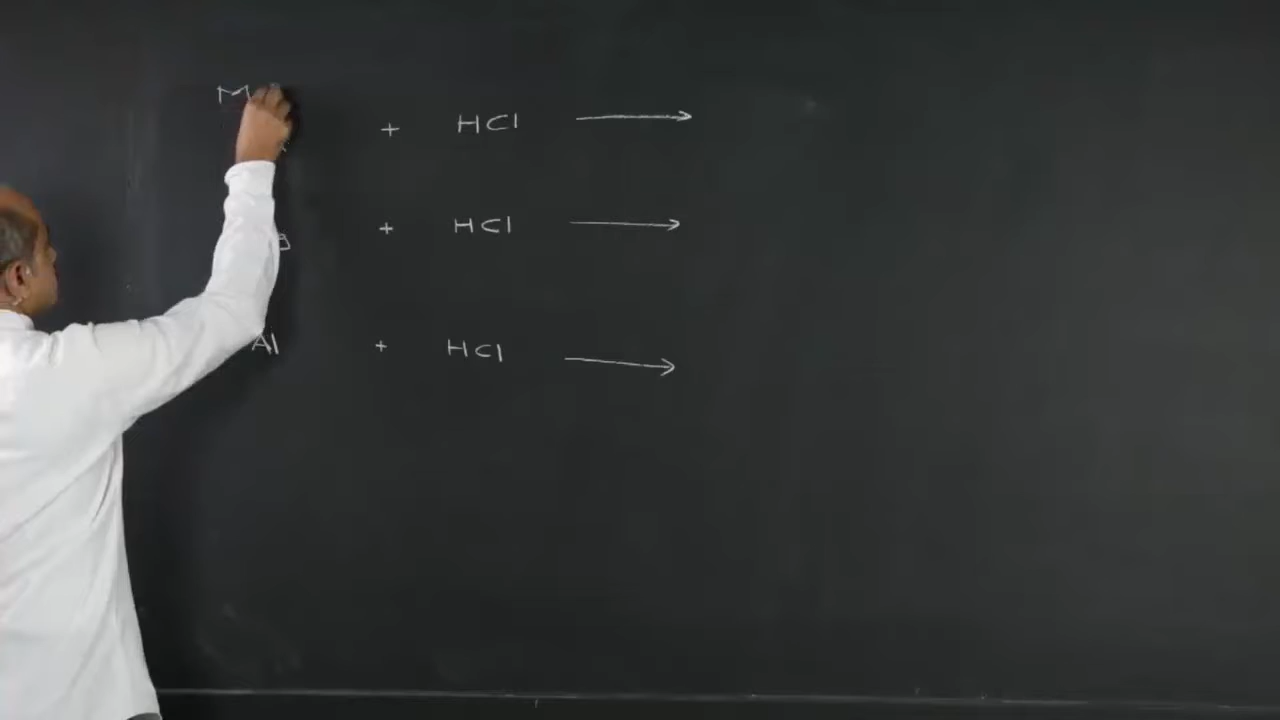 M
+ HCl ⟶
+ HCl ⟶
Al + HCl ⟶